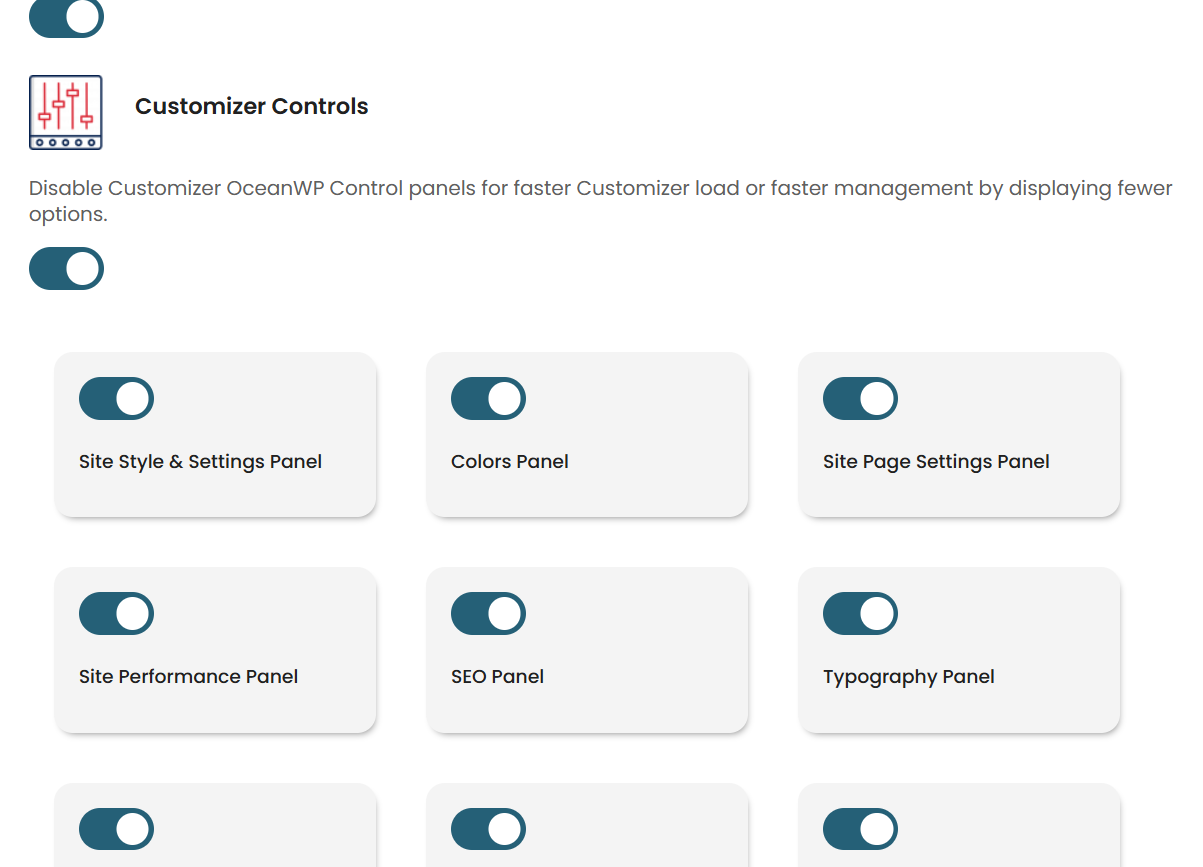 Customizer Controls
Disable Customizer OceanWP Control panels for faster Customizer load or faster management by displaying fewer
options.
Site Style & Settings Panel
Colors Panel
Site Page Settings Panel
Site Performance Panel
SEO Panel
Typography Panel